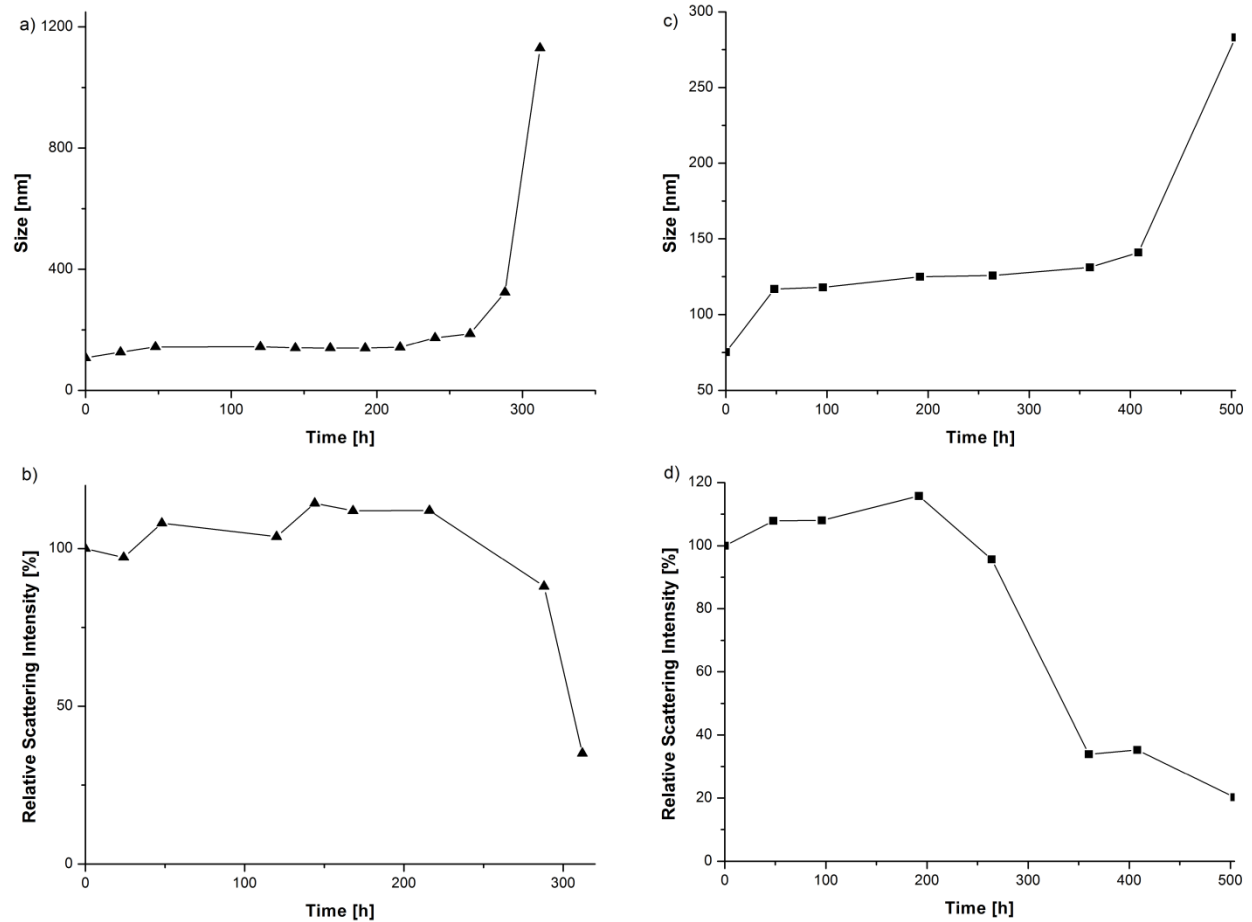 a)
1200
800
400
0
Size [nm]
0 100 200 300
Time [h]
c)
300
250
200
150
100
50
Size [nm]
0 100 200 300 400 500
Time [h]
b)
100
50
0
Relative Scattering Intensity [%]
0 100 200 300
Time [h]
d)
120
100
80
60
40
20
0
Relative Scattering Intensity [%]
0 100 200 300 400 500
Time [h]